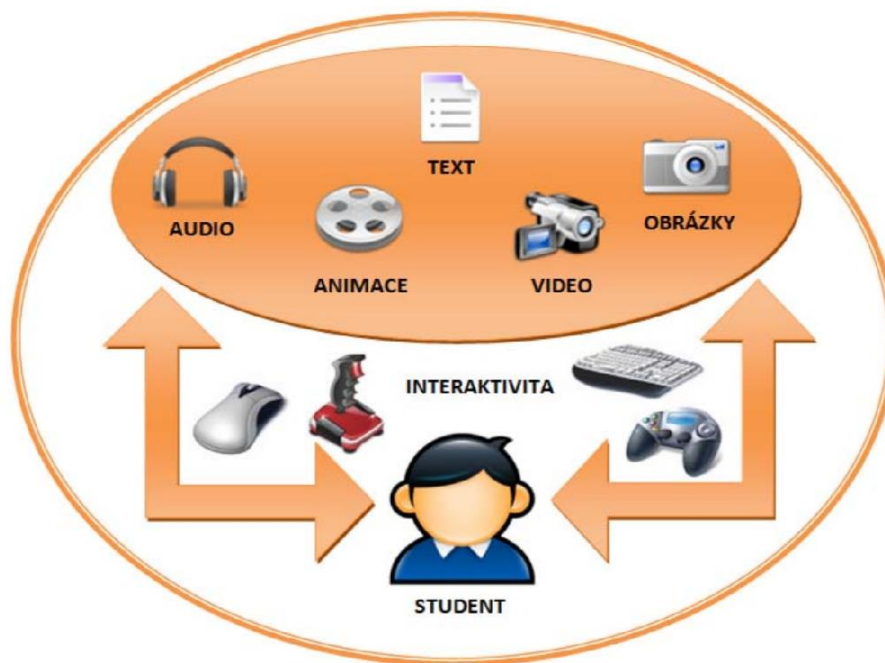 TEXT
AUDIO
OBRÁZKY
ANIMACE
VIDEO
INTERAKTIVITA
STUDENT